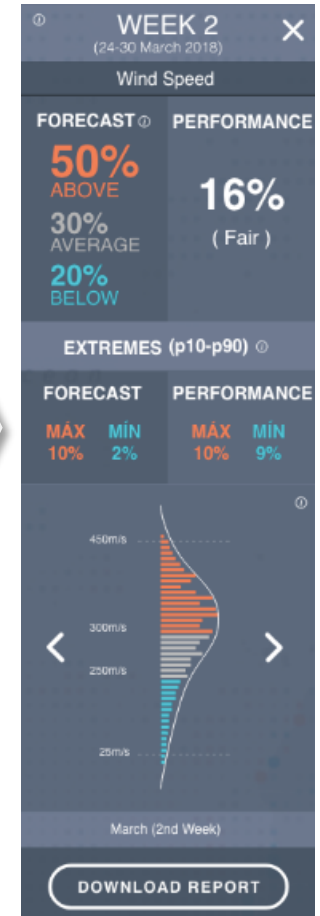 WEEK 2
(24-30 March 2018)
Wind Speed
FORECAST PERFORMANCE
50%
ABOVE
30%
AVERAGE
20%
BELOW
16%
( Fair )
EXTREMES (p10-p90)
FORECAST PERFORMANCE
MÁX MÍN MÁX MÍN
10% 2% 10% 9%
450m/s
300m/s
250m/s
25m/s
March (2nd Week)
DOWNLOAD REPORT